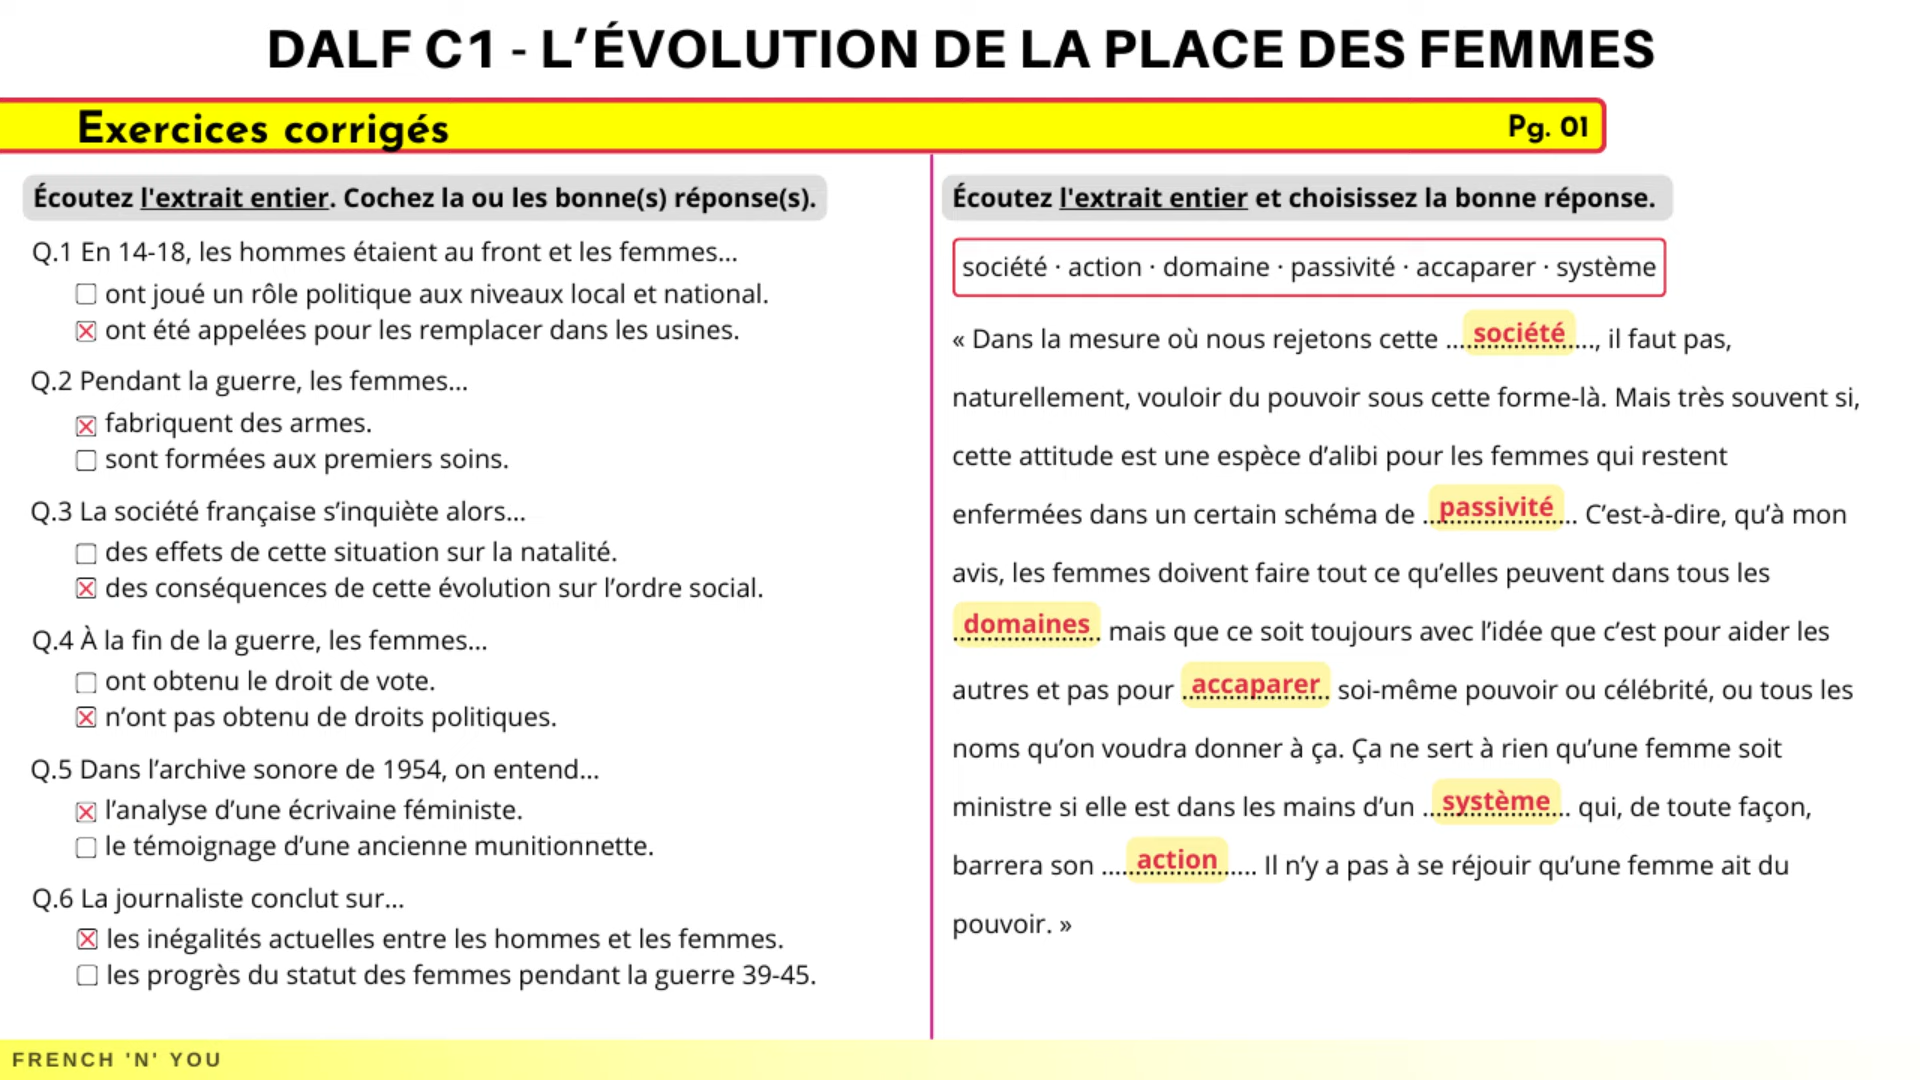 DALF C1 - L’ÉVOLUTION DE LA PLACE DES FEMMES
Exercices corrigés
Pg. 01
Écoutez l'extrait entier. Cochez la ou les bonne(s) réponse(s).
Q.1 En 14-18, les hommes étaient au front et les femmes...
ont joué un rôle politique aux niveaux local et national.
ont été appelées pour les remplacer dans les usines.
Q.2 Pendant la guerre, les femmes...
fabriquent des armes.
sont formées aux premiers soins.
Q.3 La société française s’inquiète alors...
des effets de cette situation sur la natalité.
des conséquences de cette évolution sur l’ordre social.
Q.4 À la fin de la guerre, les femmes...
ont obtenu le droit de vote.
n’ont pas obtenu de droits politiques.
Q.5 Dans l’archive sonore de 1954, on entend...
l’analyse d’une écrivaine féministe.
le témoignage d’une ancienne munitionnette.
Q.6 La journaliste conclut sur...
les inégalités actuelles entre les hommes et les femmes.
les progrès du statut des femmes pendant la guerre 39-45.
Écoutez l'extrait entier et choisissez la bonne réponse.
société · action · domaine · passivité · accaparer · système
« Dans la mesure où nous rejetons cette ...société..., il faut pas,
naturellement, vouloir du pouvoir sous cette forme-là. Mais très souvent si,
cette attitude est une espèce d’alibi pour les femmes qui restent
enfermées dans un certain schéma de ..passivité.. C’est-à-dire, qu’à mon
avis, les femmes doivent faire tout ce qu’elles peuvent dans tous les
domaines mais que ce soit toujours avec l’idée que c’est pour aider les
autres et pas pour accaparer soi-même pouvoir ou célébrité, ou tous les
noms qu’on voudra donner à ça. Ça ne sert à rien qu’une femme soit
ministre si elle est dans les mains d’un ..système.. qui, de toute façon,
barrera son ....action..... Il n’y a pas à se réjouir qu’une femme ait du
pouvoir. »
FRENCH 'N' YOU